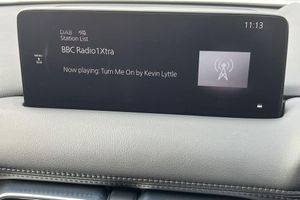 11:13
DAB
Station List
BBC Radio1Xtra
Now playing: Turn Me On by Kevin Lyttle